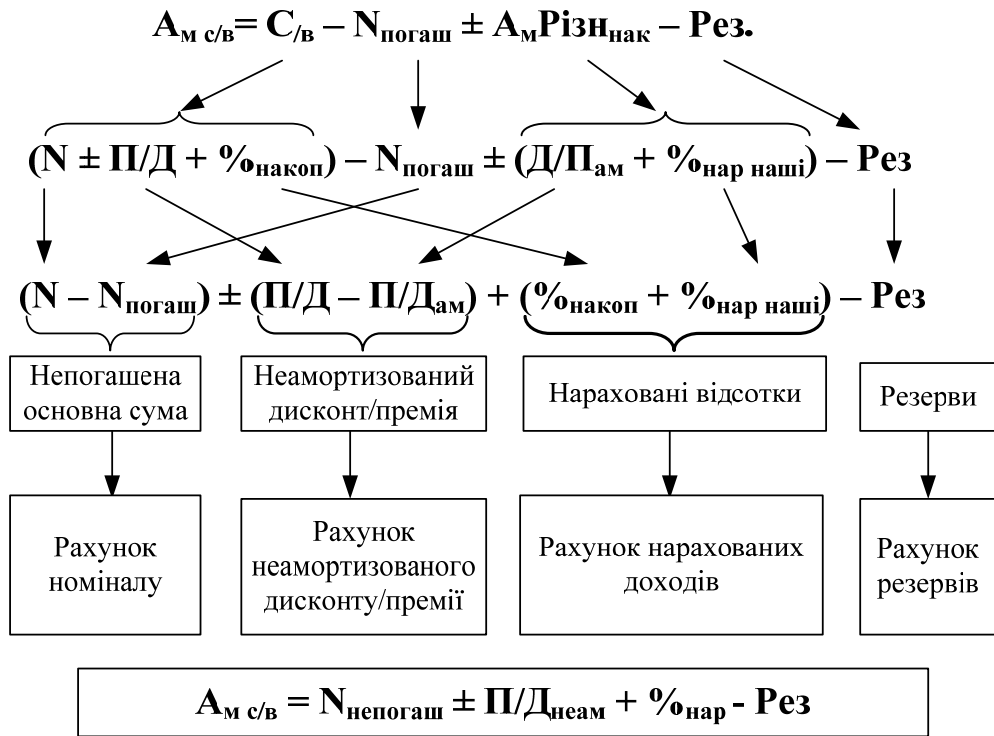 Ам с/в= С/в – Nпогаш ± АмРізннак – Рез.
(N ± П/Д + %накоп) – Nпогаш ± (Д/Пам + %нар наші) – Рез
(N – Nпогаш) ± (П/Д – П/Дам) + (%накоп + %нар наші) – Рез
Непогашена
основна сума
Неамортизований
дисконт/премія
Нараховані відсотки
Резерви
Рахунок
номіналу
Рахунок
неамортизованого
дисконту/премії
Рахунок нарахованих
доходів
Рахунок
резервів
Ам с/в = Nнепогаш ± П/Днеам + %нар - Рез